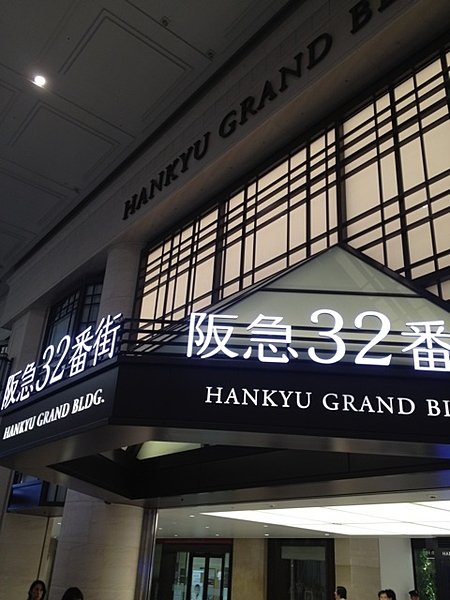 HANKYU GRAND B
阪急32番街
HANKYU GRAND BLDG.
阪急32番
HANKYU GRAND BL